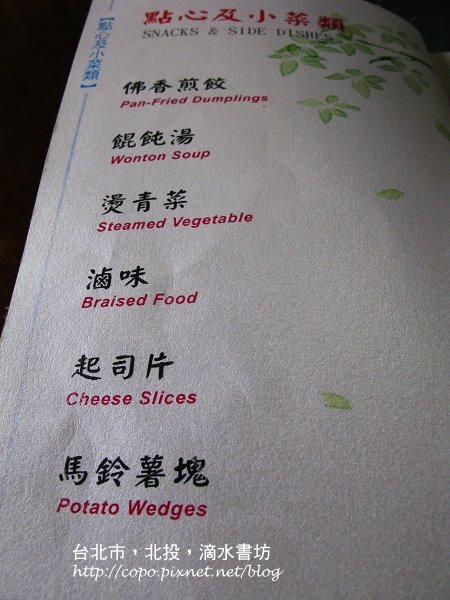 點心及小菜類
SNACKS & SIDE DISHES
【點心及小菜類】
佛香煎餃
Pan-Fried Dumplings
餛飩湯
Wonton Soup
燙青菜
Steamed Vegetable
滷味
Braised Food
起司片
Cheese Slices
馬鈴薯塊
Potato Wedges
台北市，北投，滴水書坊
http://copo.pixnet.net/blog